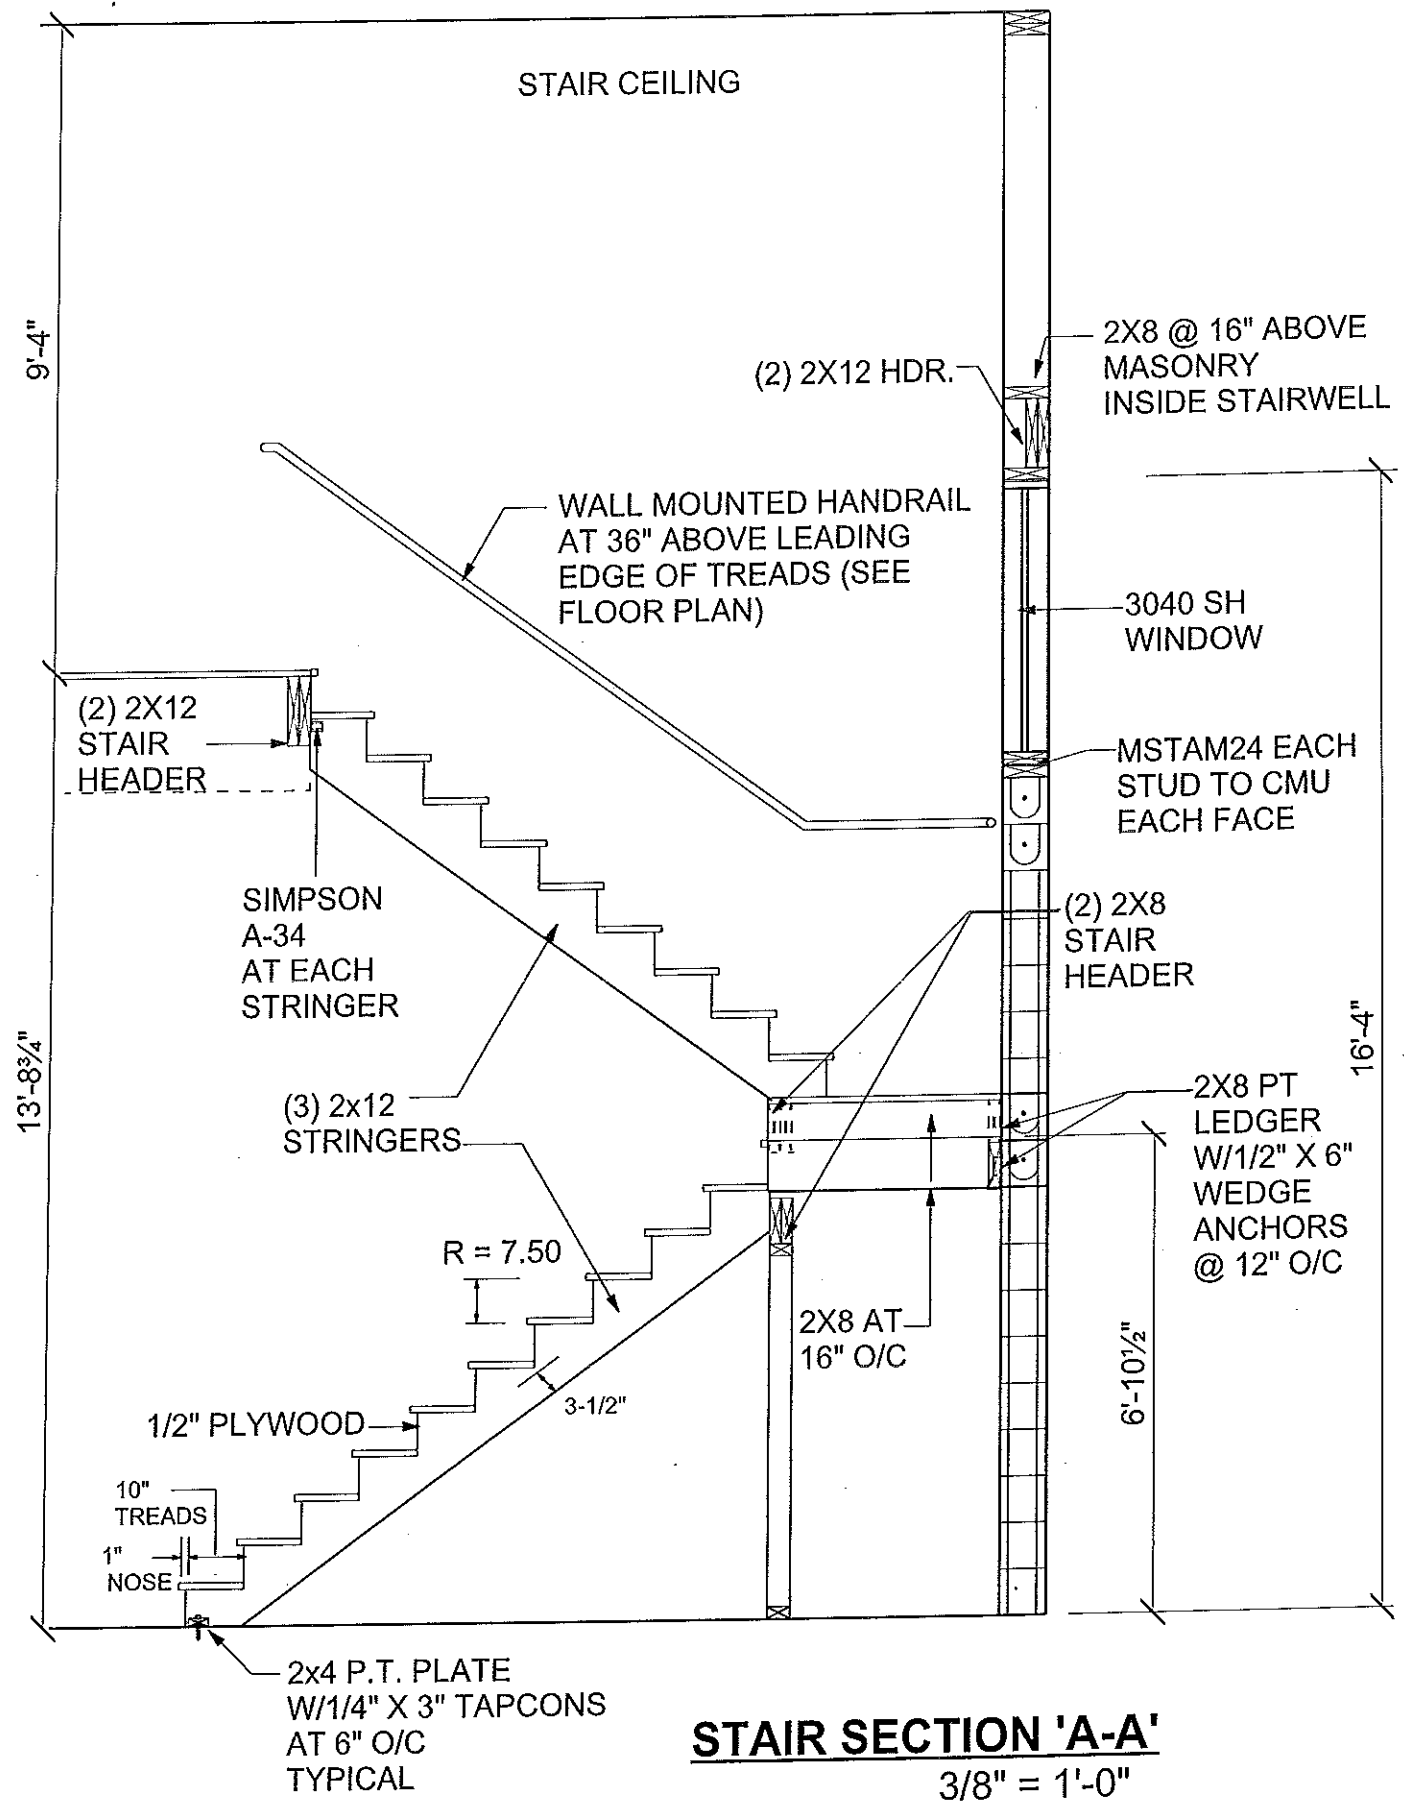 STAIR CEILING
9'-4"
(2) 2X12 HDR.
2X8 @ 16" ABOVE
MASONRY
INSIDE STAIRWELL
WALL MOUNTED HANDRAIL
AT 36" ABOVE LEADING
EDGE OF TREADS (SEE
FLOOR PLAN)
3040 SH
WINDOW
(2) 2X12
STAIR
HEADER
MSTAM24 EACH
STUD TO CMU
EACH FACE
SIMPSON
A-34
AT EACH
STRINGER
(2) 2X8
STAIR
HEADER
13'-8¾"
16'-4"
(3) 2x12
STRINGERS
2X8 PT
LEDGER
W/1/2" X 6"
WEDGE
ANCHORS
@ 12" O/C
R = 7.50
2X8 AT
16" O/C
6'-10½"
3-1/2"
1/2" PLYWOOD
10"
TREADS
1"
NOSE
2x4 P.T. PLATE
W/1/4" X 3" TAPCONS
AT 6" O/C
TYPICAL
STAIR SECTION 'A-A'
3/8" = 1'-0"